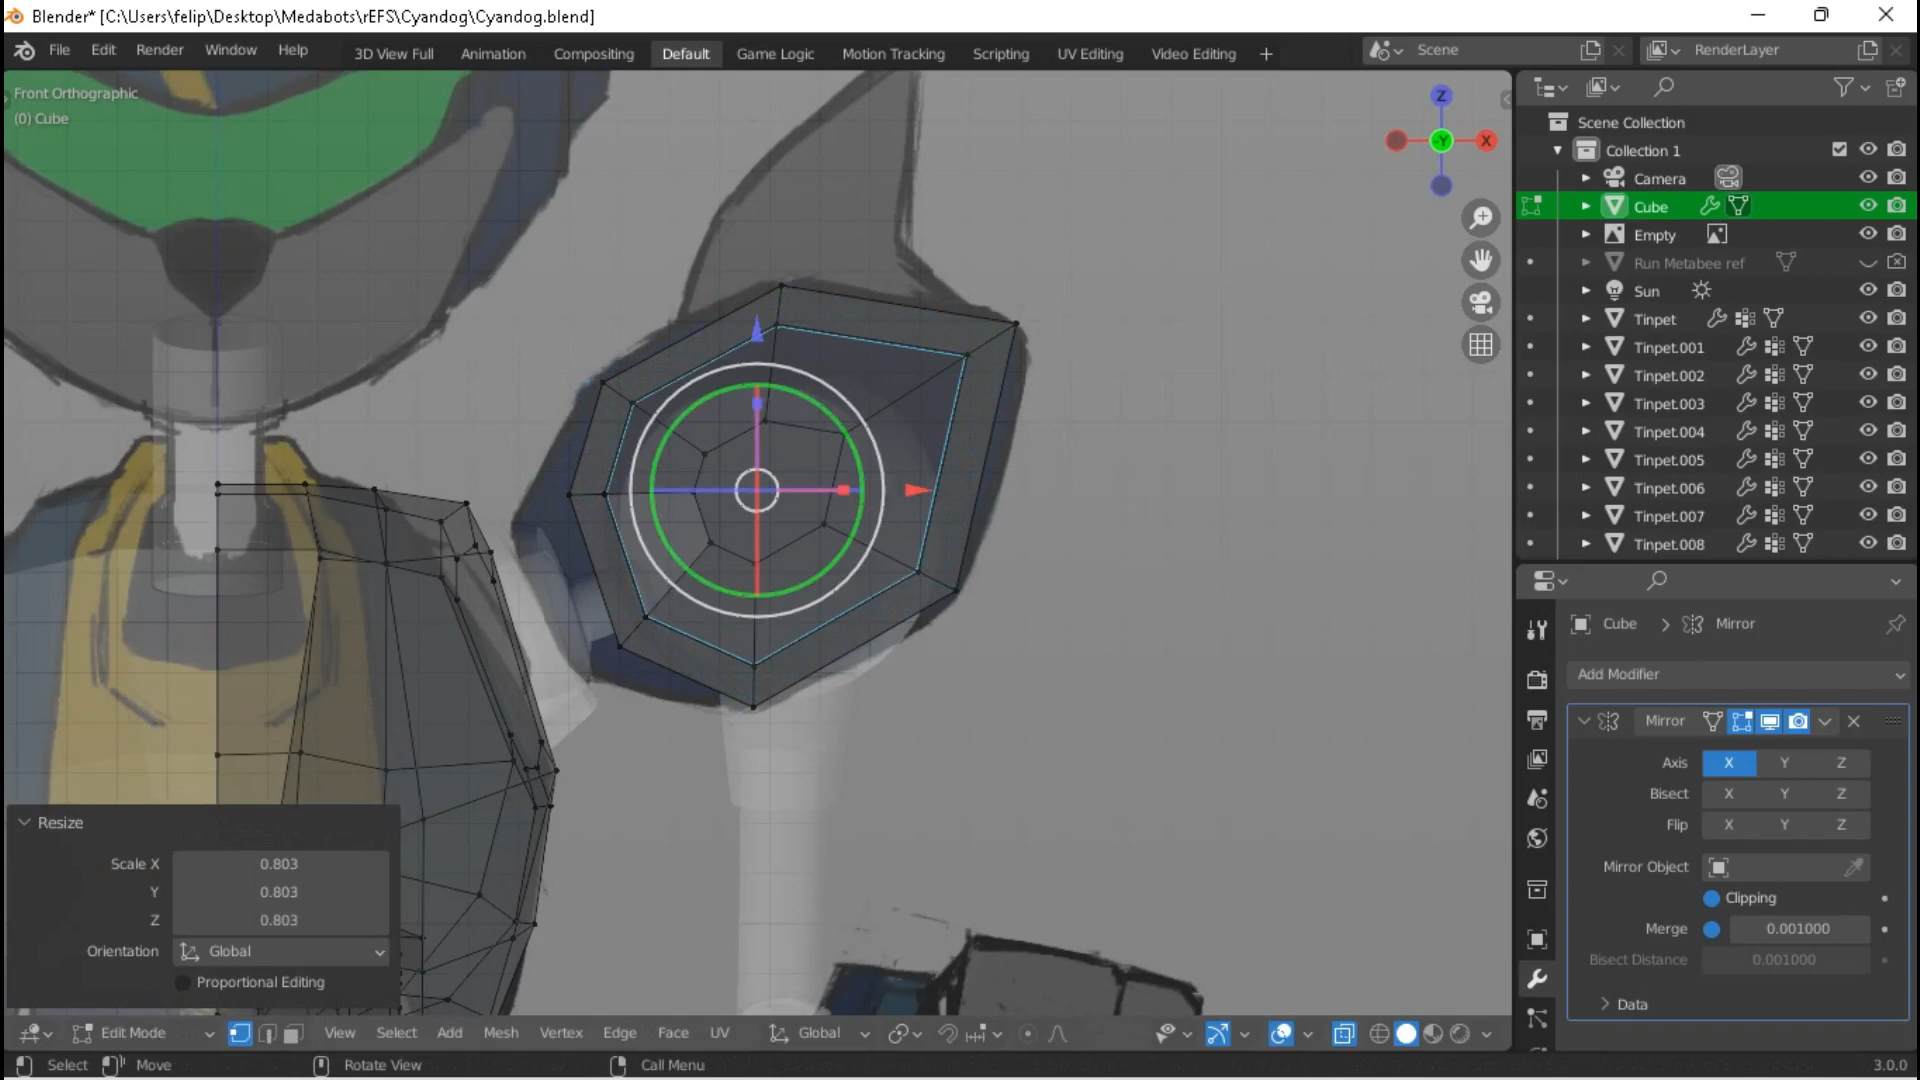 Blender* [C:\Users\felip\Desktop\Medabots\rEFS\Cyandog\Cyandog.blend]
File Edit Render Window Help 3D View Full Animation Compositing Default Game Logic Motion Tracking Scripting UV Editing Video Editing + Scene RenderLayer
Front Orthographic
(0) Cube
Z
Y
X
Scene Collection
Collection 1
Camera
Cube
Empty
Run Metabee ref
Sun
Tinpet
Tinpet.001
Tinpet.002
Tinpet.003
Tinpet.004
Tinpet.005
Tinpet.006
Tinpet.007
Tinpet.008
Cube > Mirror
Add Modifier
Mirror
Axis X Y Z
Bisect X Y Z
Flip X Y Z
Mirror Object
Clipping
Merge 0.001000
Bisect Distance 0.001000
Data
Resize
Scale X 0.803
Y 0.803
Z 0.803
Orientation Global
Proportional Editing
Edit Mode View Select Add Mesh Vertex Edge Face UV Global
Select Move Rotate View Call Menu 3.0.0